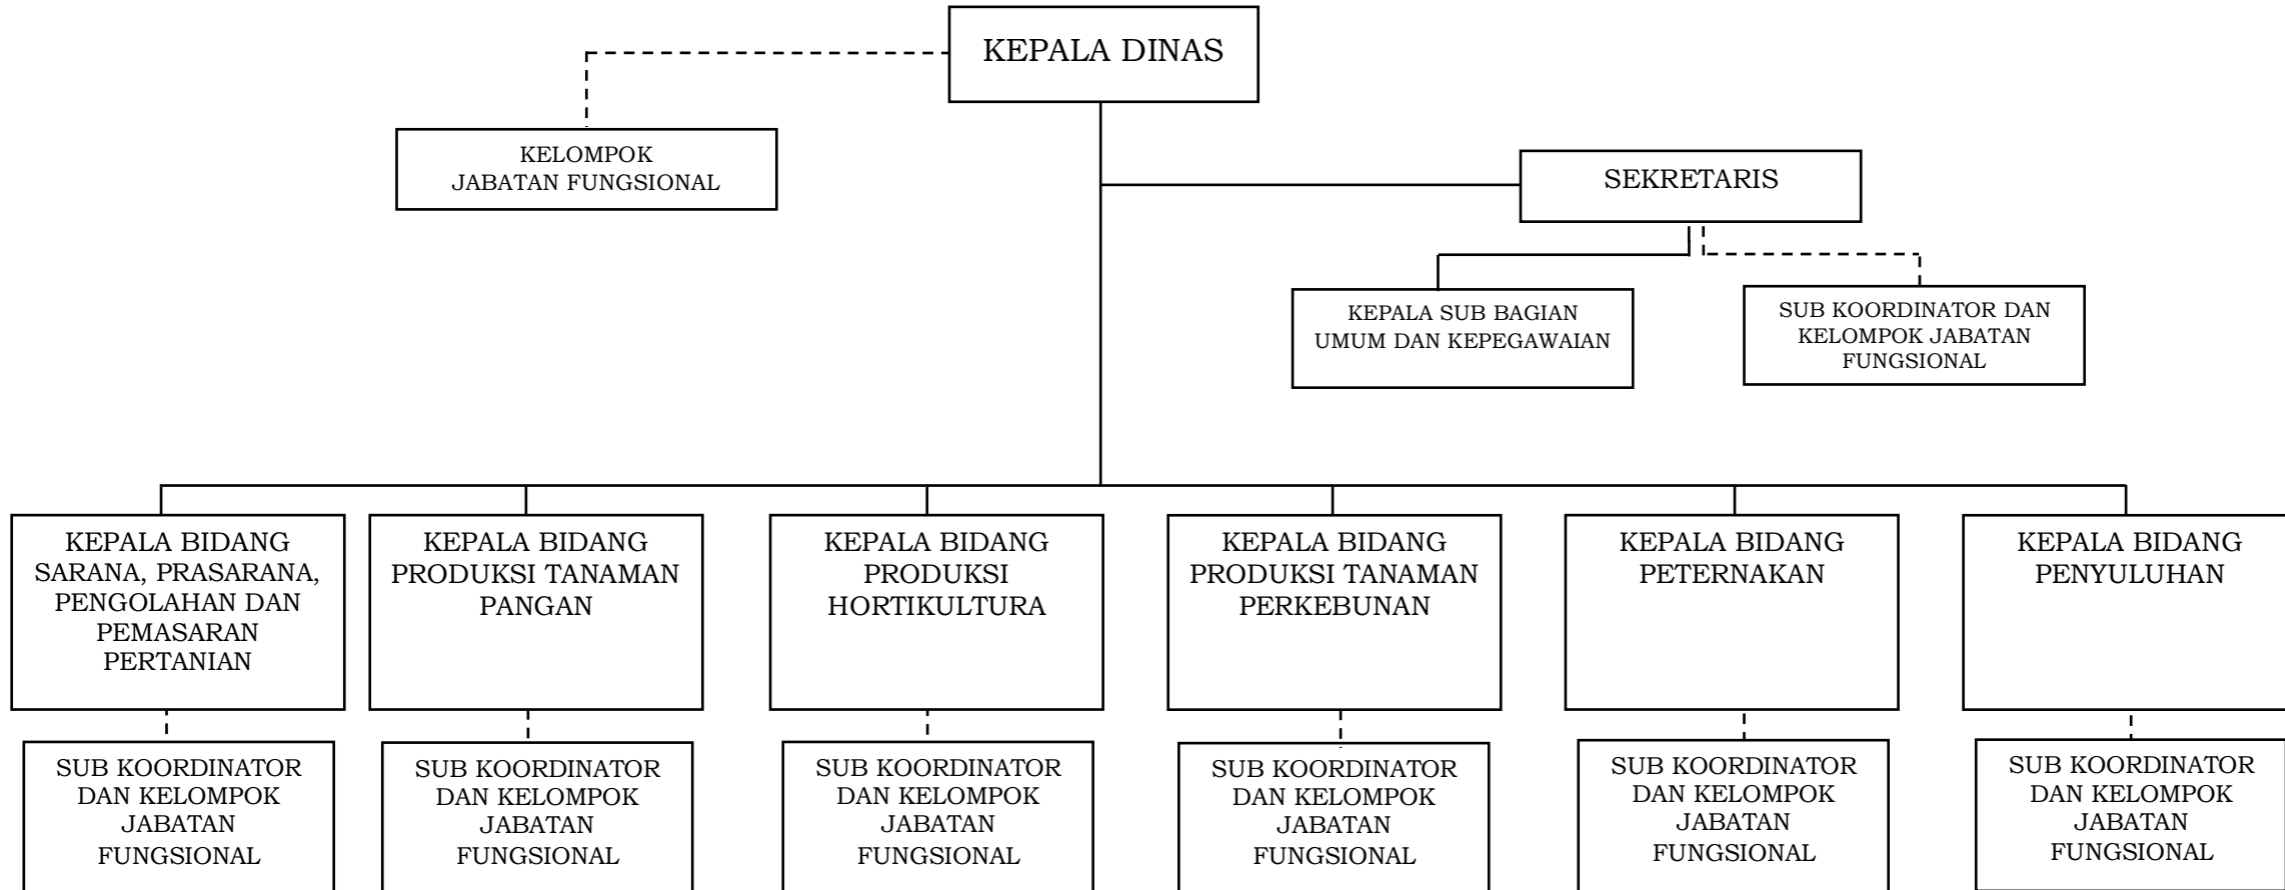 KEPALA DINAS
KELOMPOK
JABATAN FUNGSIONAL
SEKRETARIS
KEPALA SUB BAGIAN
UMUM DAN KEPEGAWAIAN
SUB KOORDINATOR DAN
KELOMPOK JABATAN
FUNGSIONAL
KEPALA BIDANG
SARANA, PRASARANA,
PENGOLAHAN DAN
PEMASARAN
PERTANIAN
KEPALA BIDANG
PRODUKSI TANAMAN
PANGAN
KEPALA BIDANG
PRODUKSI
HORTIKULTURA
KEPALA BIDANG
PRODUKSI TANAMAN
PERKEBUNAN
KEPALA BIDANG
PETERNAKAN
KEPALA BIDANG
PENYULUHAN
SUB KOORDINATOR
DAN KELOMPOK
JABATAN
FUNGSIONAL
SUB KOORDINATOR
DAN KELOMPOK
JABATAN
FUNGSIONAL
SUB KOORDINATOR
DAN KELOMPOK
JABATAN
FUNGSIONAL
SUB KOORDINATOR
DAN KELOMPOK
JABATAN
FUNGSIONAL
SUB KOORDINATOR
DAN KELOMPOK
JABATAN
FUNGSIONAL
SUB KOORDINATOR
DAN KELOMPOK
JABATAN
FUNGSIONAL